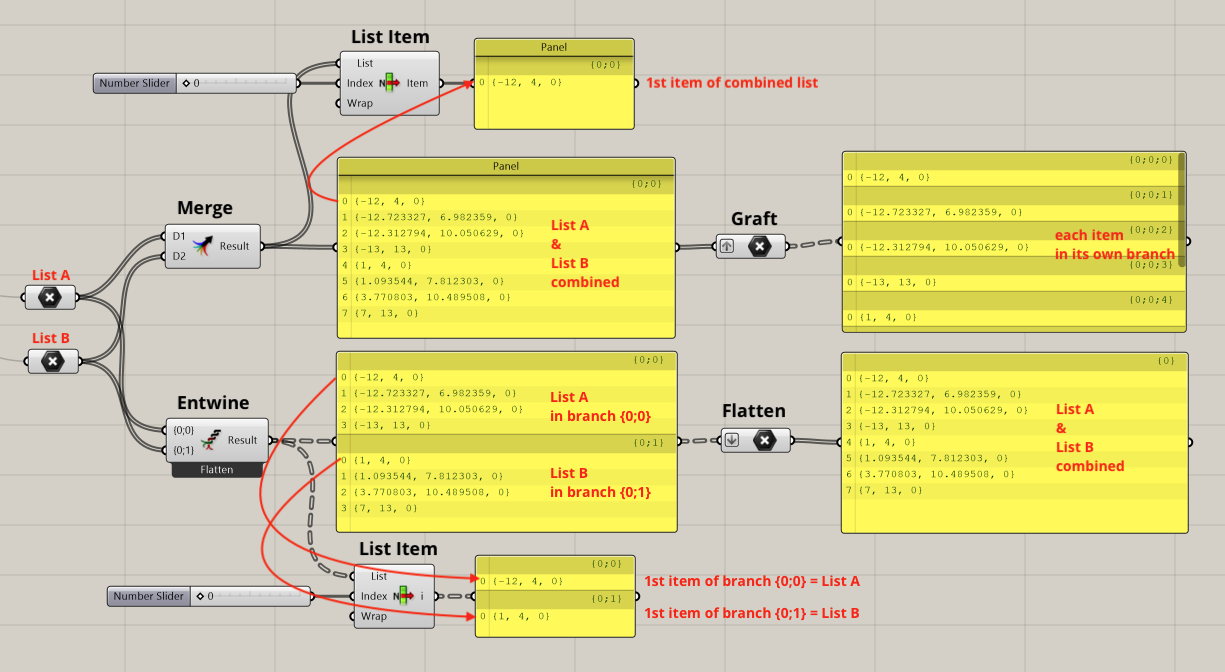 List Item
Number Slider
0
List
Index
Wrap
Item
Panel
{0;0}
0 {-12, 4, 0}
1st item of combined list
Merge
D1
D2
Result
List A
List B
Panel
{0;0}
0 {-12, 4, 0}
1 {-12.723327, 6.982359, 0}
2 {-12.312794, 10.050629, 0}
3 {-13, 13, 0}
4 {1, 4, 0}
5 {1.093544, 7.812303, 0}
6 {3.770803, 10.489508, 0}
7 {7, 13, 0}
List A
&
List B
combined
Graft
{0;0;0}
0 {-12, 4, 0}
{0;0;1}
0 {-12.723327, 6.982359, 0}
{0;0;2}
0 {-12.312794, 10.050629, 0}
{0;0;3}
0 {-13, 13, 0}
{0;0;4}
0 {1, 4, 0}
each item
in its own branch
Entwine
{0;0}
{0;1}
Result
Flatten
{0;0}
0 {-12, 4, 0}
1 {-12.723327, 6.982359, 0}
2 {-12.312794, 10.050629, 0}
3 {-13, 13, 0}
{0;1}
0 {1, 4, 0}
1 {1.093544, 7.812303, 0}
2 {3.770803, 10.489508, 0}
3 {7, 13, 0}
List A
in branch {0;0}
List B
in branch {0;1}
Flatten
{0}
0 {-12, 4, 0}
1 {-12.723327, 6.982359, 0}
2 {-12.312794, 10.050629, 0}
3 {-13, 13, 0}
4 {1, 4, 0}
5 {1.093544, 7.812303, 0}
6 {3.770803, 10.489508, 0}
7 {7, 13, 0}
List A
&
List B
combined
List Item
Number Slider
0
List
Index
Wrap
i
{0;0}
0 {-12, 4, 0}
{0;1}
0 {1, 4, 0}
1st item of branch {0;0} = List A
1st item of branch {0;1} = List B